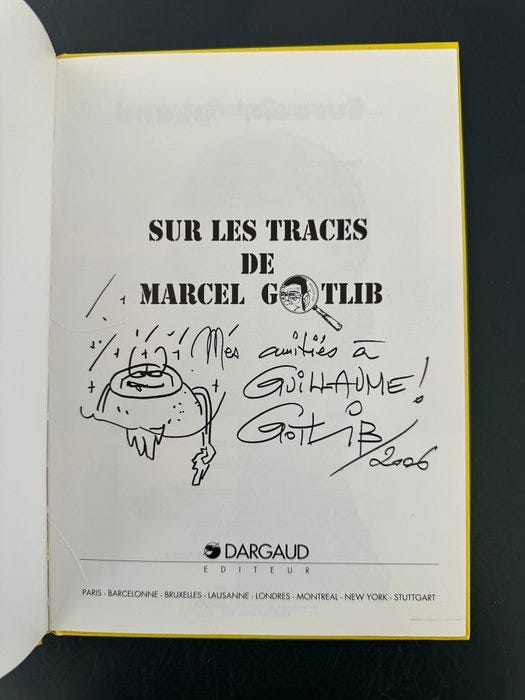 SUR LES TRACES
DE
MARCEL GOTLIB
Mes amitiés à
GUILLAUME!
GOTLIB/2006
DARGAUD
EDITEUR
PARIS - BARCELONNE - BRUXELLES - LAUSANNE - LONDRES - MONTREAL - NEW YORK - STUTTGART